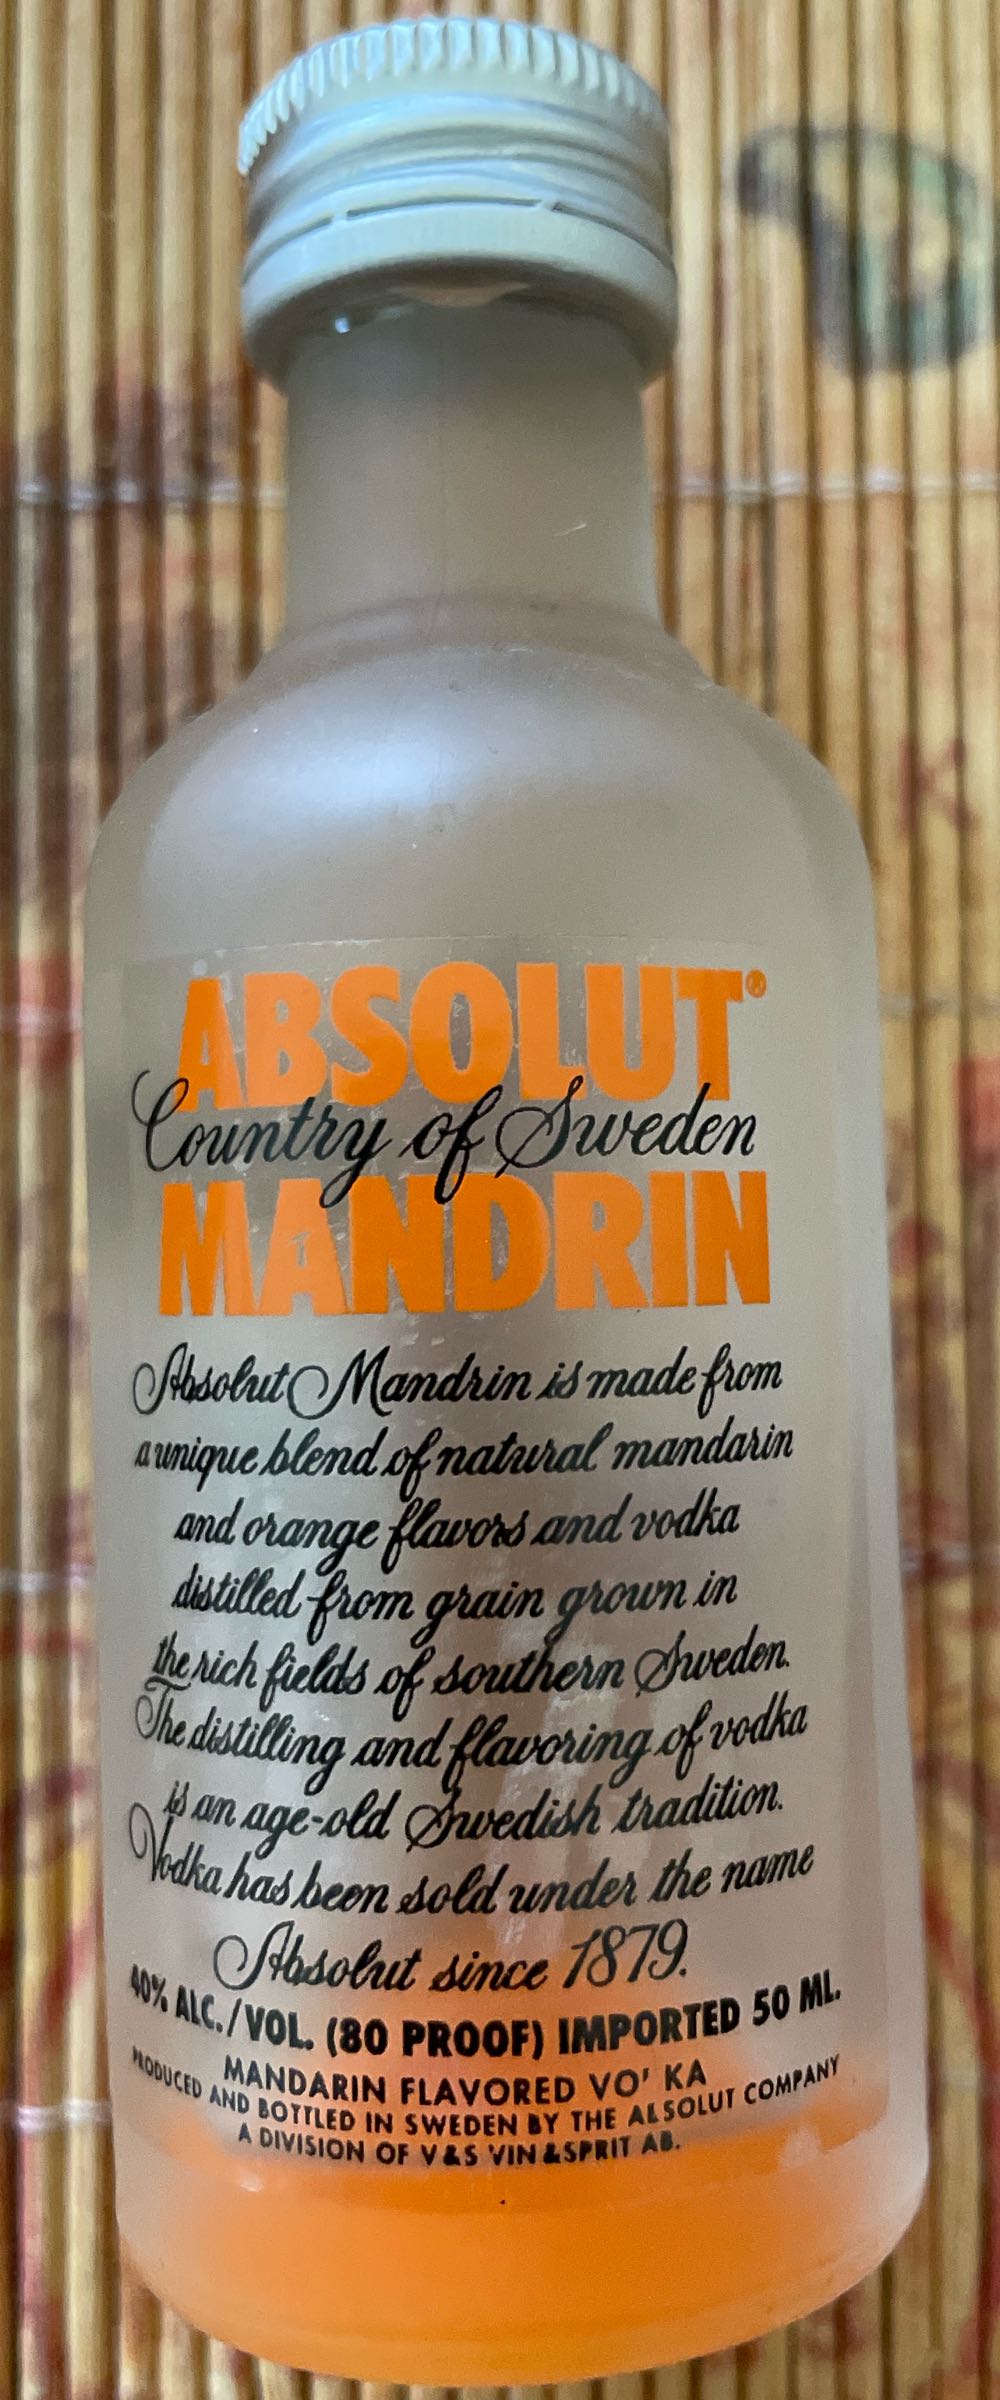 ABSOLUT®
Country of Sweden
MANDRIN
Absolut Mandrin is made from
a unique blend of natural mandarin
and orange flavors and vodka
distilled from grain grown in
the rich fields of southern Sweden.
The distilling and flavoring of vodka
is an age-old Swedish tradition.
Vodka has been sold under the name
Absolut since 1879.
40% ALC./VOL. (80 PROOF) IMPORTED 50 ML.
MANDARIN FLAVORED VO' KA
PRODUCED AND BOTTLED IN SWEDEN BY THE ABSOLUT COMPANY
A DIVISION OF V&S VIN & SPRIT AB.